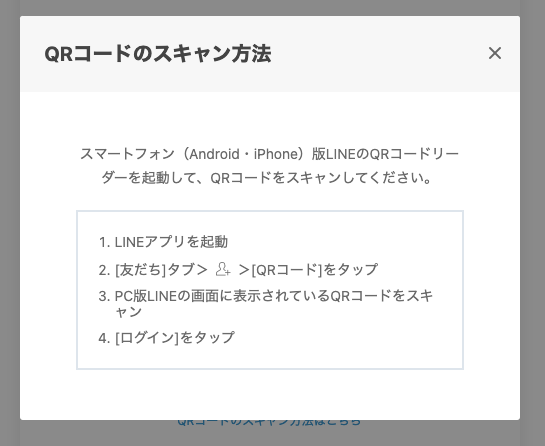 QRコードのスキャン方法
スマートフォン（Android・iPhone）版LINEのQRコードリー
ダーを起動して、QRコードをスキャンしてください。
1. LINEアプリを起動
2. [友だち]タブ＞ ＞[QRコード]をタップ
3. PC版LINEの画面に表示されているQRコードをスキ
ャン
4. [ログイン]をタップ
QRコードのスキャン方法はこちら